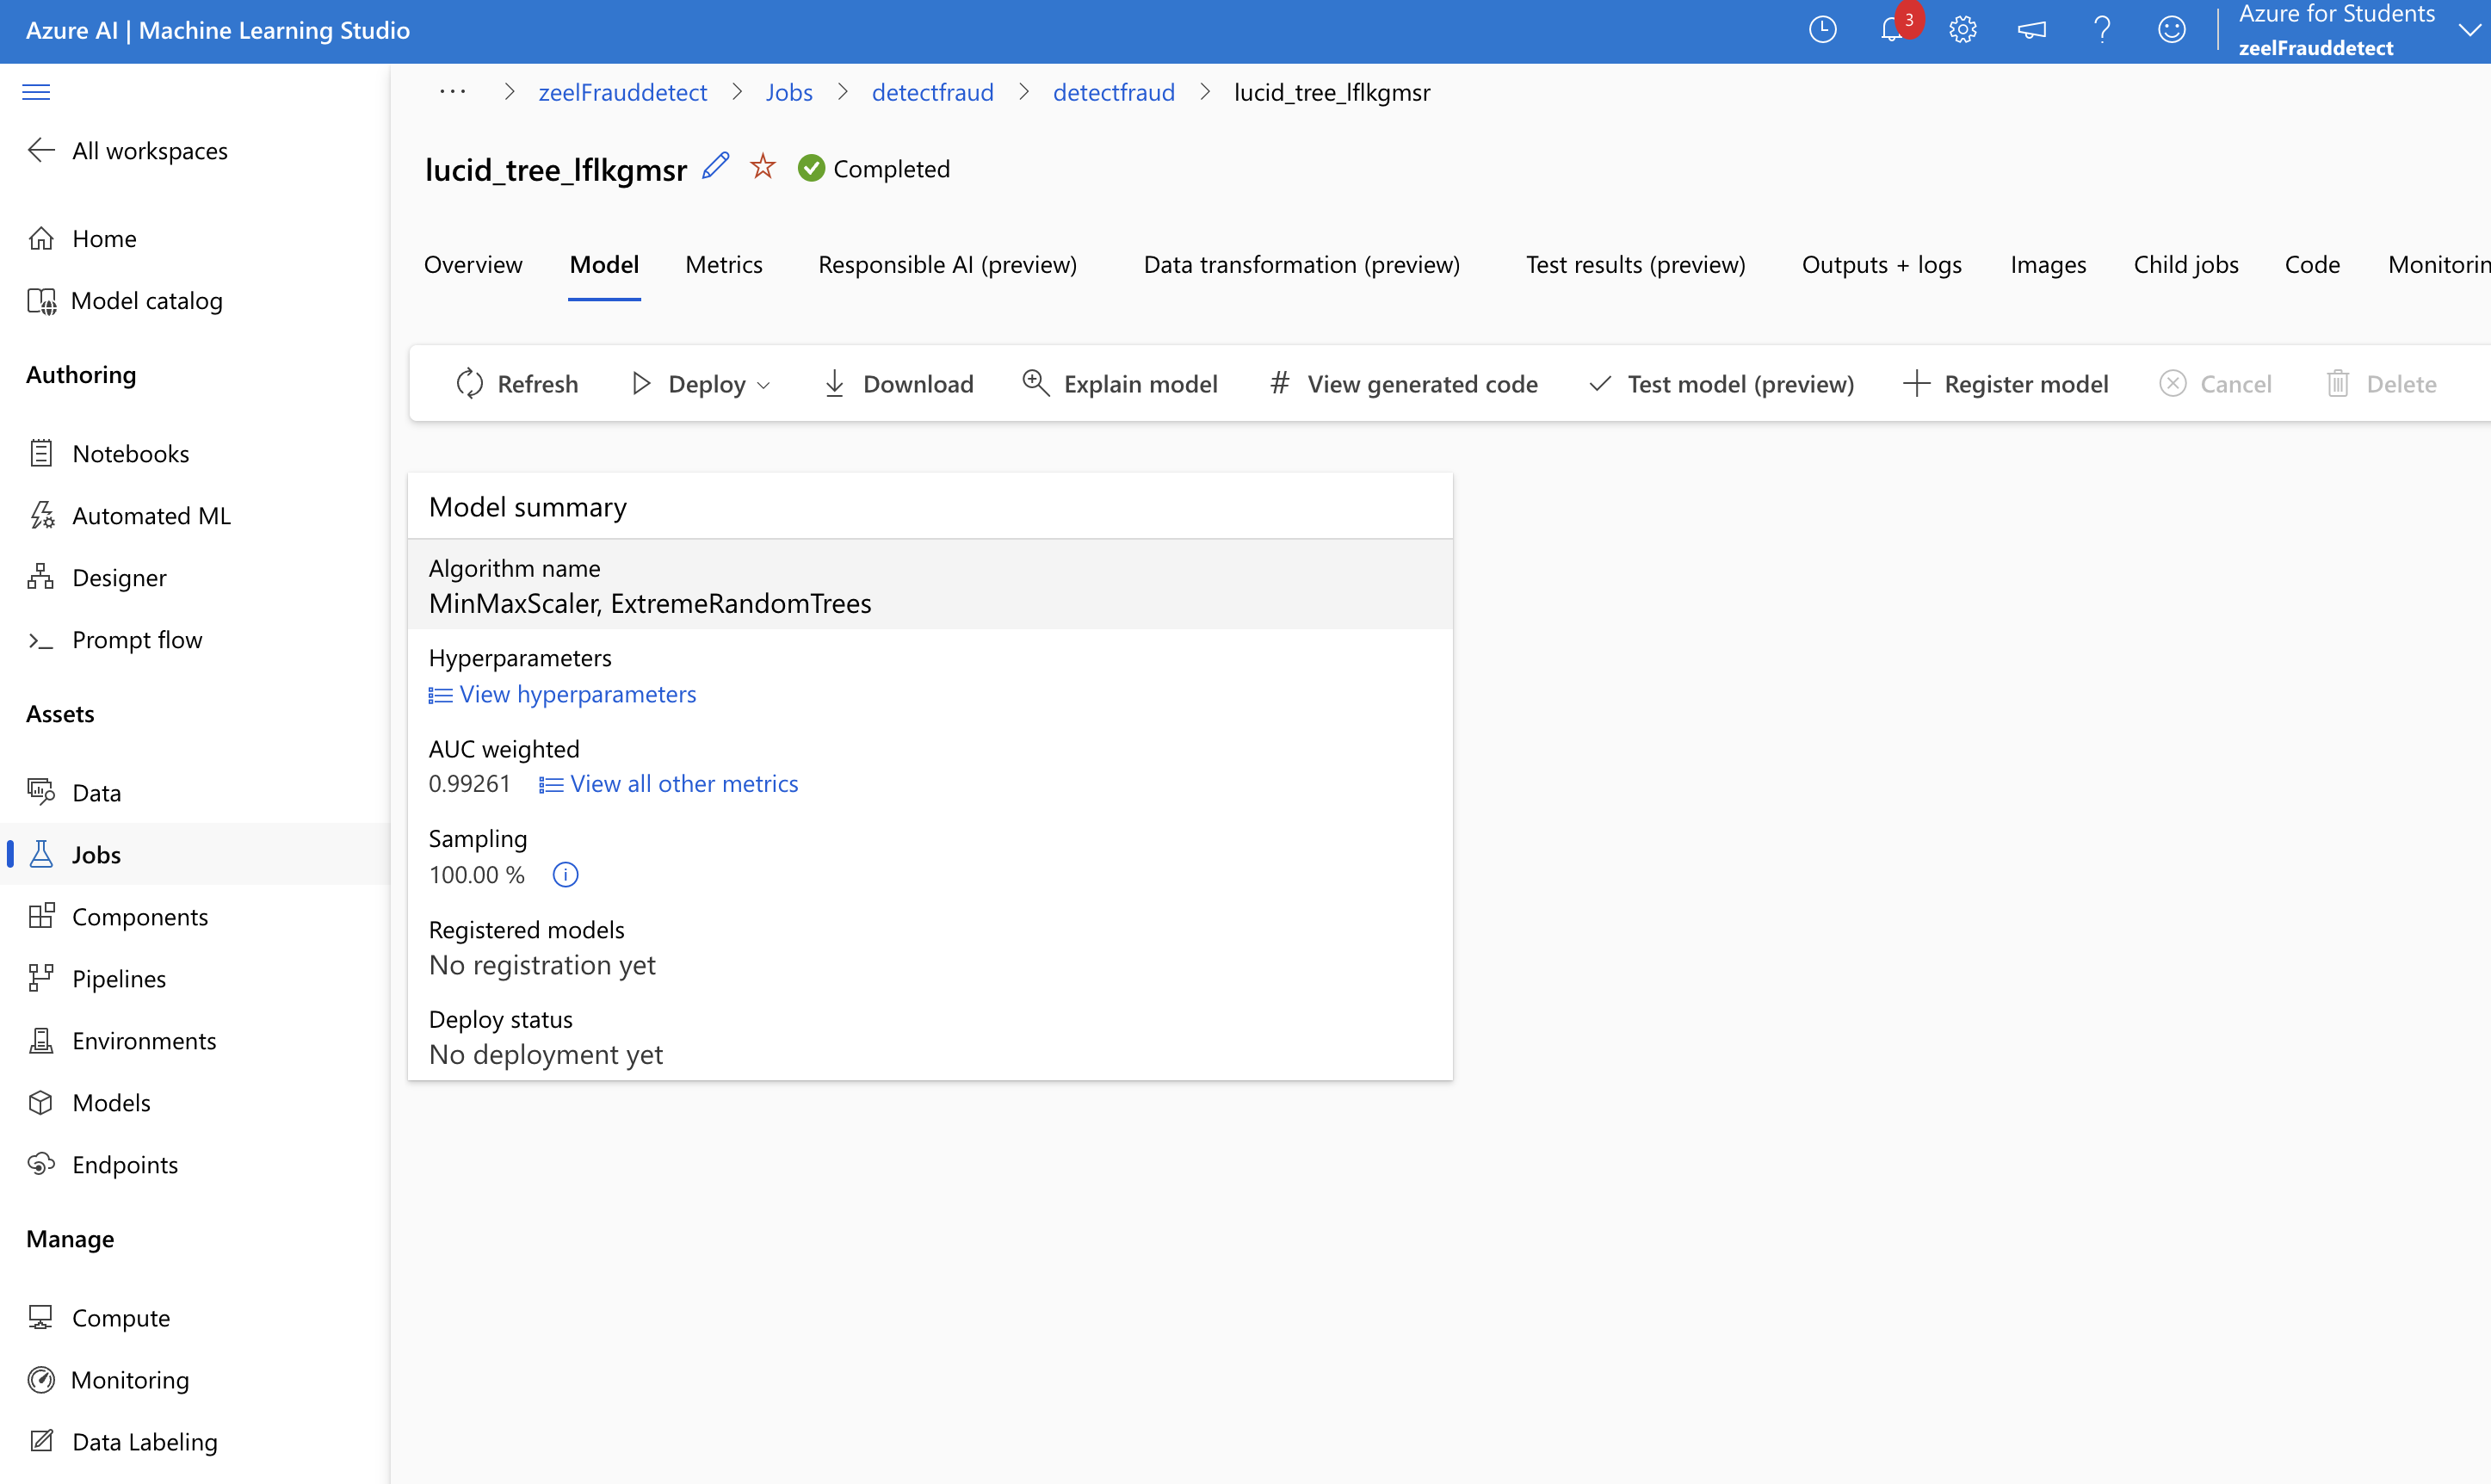 Azure AI | Machine Learning Studio
3
Azure for Students
zeelFrauddetect
All workspaces
Home
Model catalog
Authoring
Notebooks
Automated ML
Designer
Prompt flow
Assets
Data
Jobs
Components
Pipelines
Environments
Models
Endpoints
Manage
Compute
Monitoring
Data Labeling
··· > zeelFrauddetect > Jobs > detectfraud > detectfraud > lucid_tree_lflkgmsr
lucid_tree_lflkgmsr Completed
Overview Model Metrics Responsible AI (preview) Data transformation (preview) Test results (preview) Outputs + logs Images Child jobs Code Monitorin
Refresh Deploy Download Explain model # View generated code Test model (preview) Register model Cancel Delete
Model summary
Algorithm name
MinMaxScaler, ExtremeRandomTrees
Hyperparameters
View hyperparameters
AUC weighted
0.99261 View all other metrics
Sampling
100.00 %
Registered models
No registration yet
Deploy status
No deployment yet